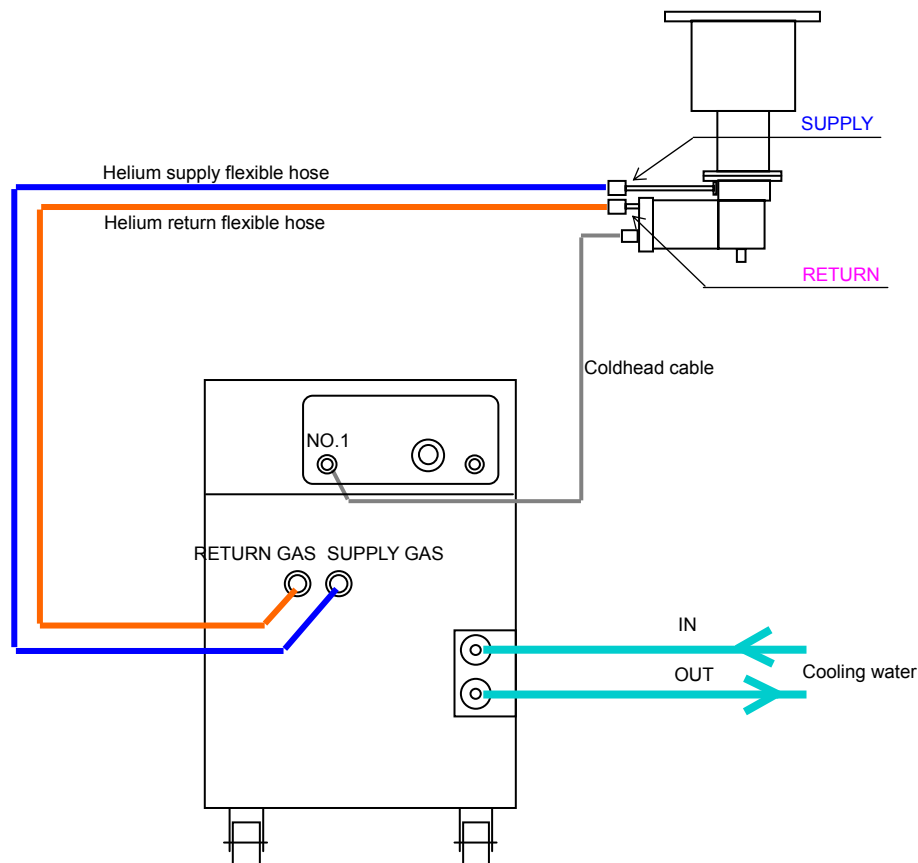 SUPPLY
Helium supply flexible hose
Helium return flexible hose
RETURN
Coldhead cable
NO.1
RETURN GAS SUPPLY GAS
IN
OUT
Cooling water